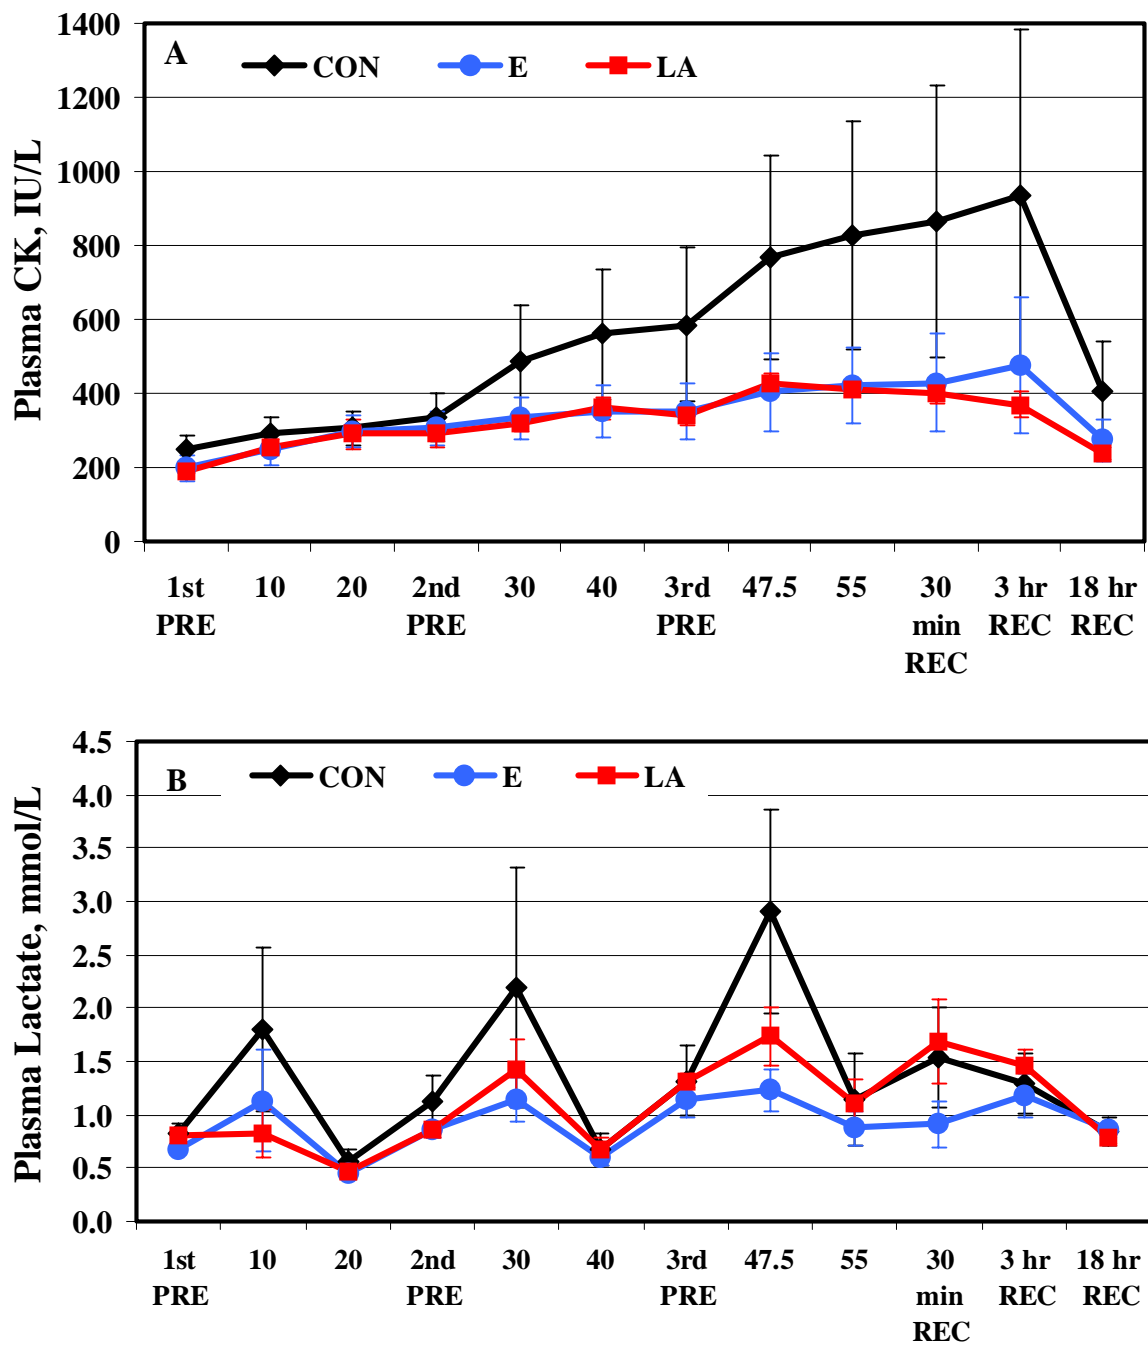 1400
A CON E LA
1200
1000
800
600
400
200
0
Plasma CK, IU/L
1st 10 20 2nd 30 40 3rd 47.5 55 30 3 hr 18 hr
PRE PRE PRE min REC REC
REC
4.5
B CON E LA
4.0
3.5
3.0
2.5
2.0
1.5
1.0
0.5
0.0
Plasma Lactate, mmol/L
1st 10 20 2nd 30 40 3rd 47.5 55 30 3 hr 18 hr
PRE PRE PRE min REC REC
REC